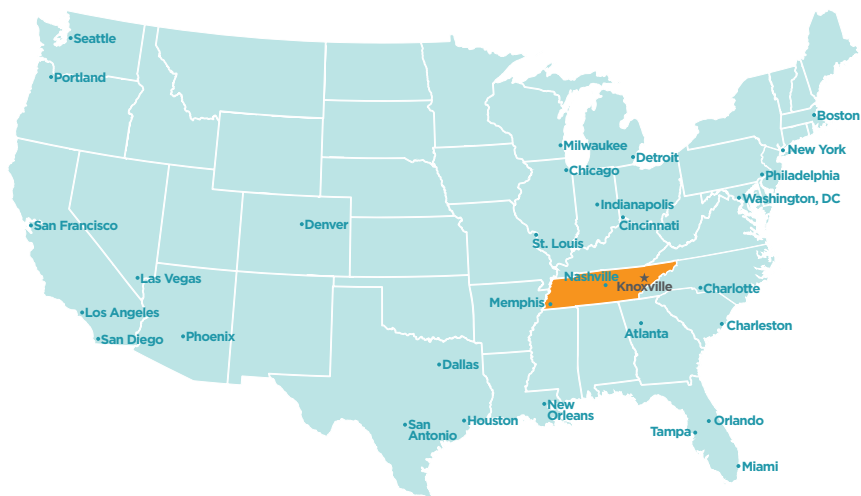 Seattle
Portland
Boston
Milwaukee
New York
Detroit
Chicago
Philadelphia
Washington, DC
Indianapolis
San Francisco
Denver
Cincinnati
St. Louis
Las Vegas
Nashville
Knoxville
Charlotte
Memphis
Los Angeles
Charleston
Atlanta
Phoenix
San Diego
Dallas
New
Orleans
Houston
Orlando
San
Antonio
Tampa
Miami